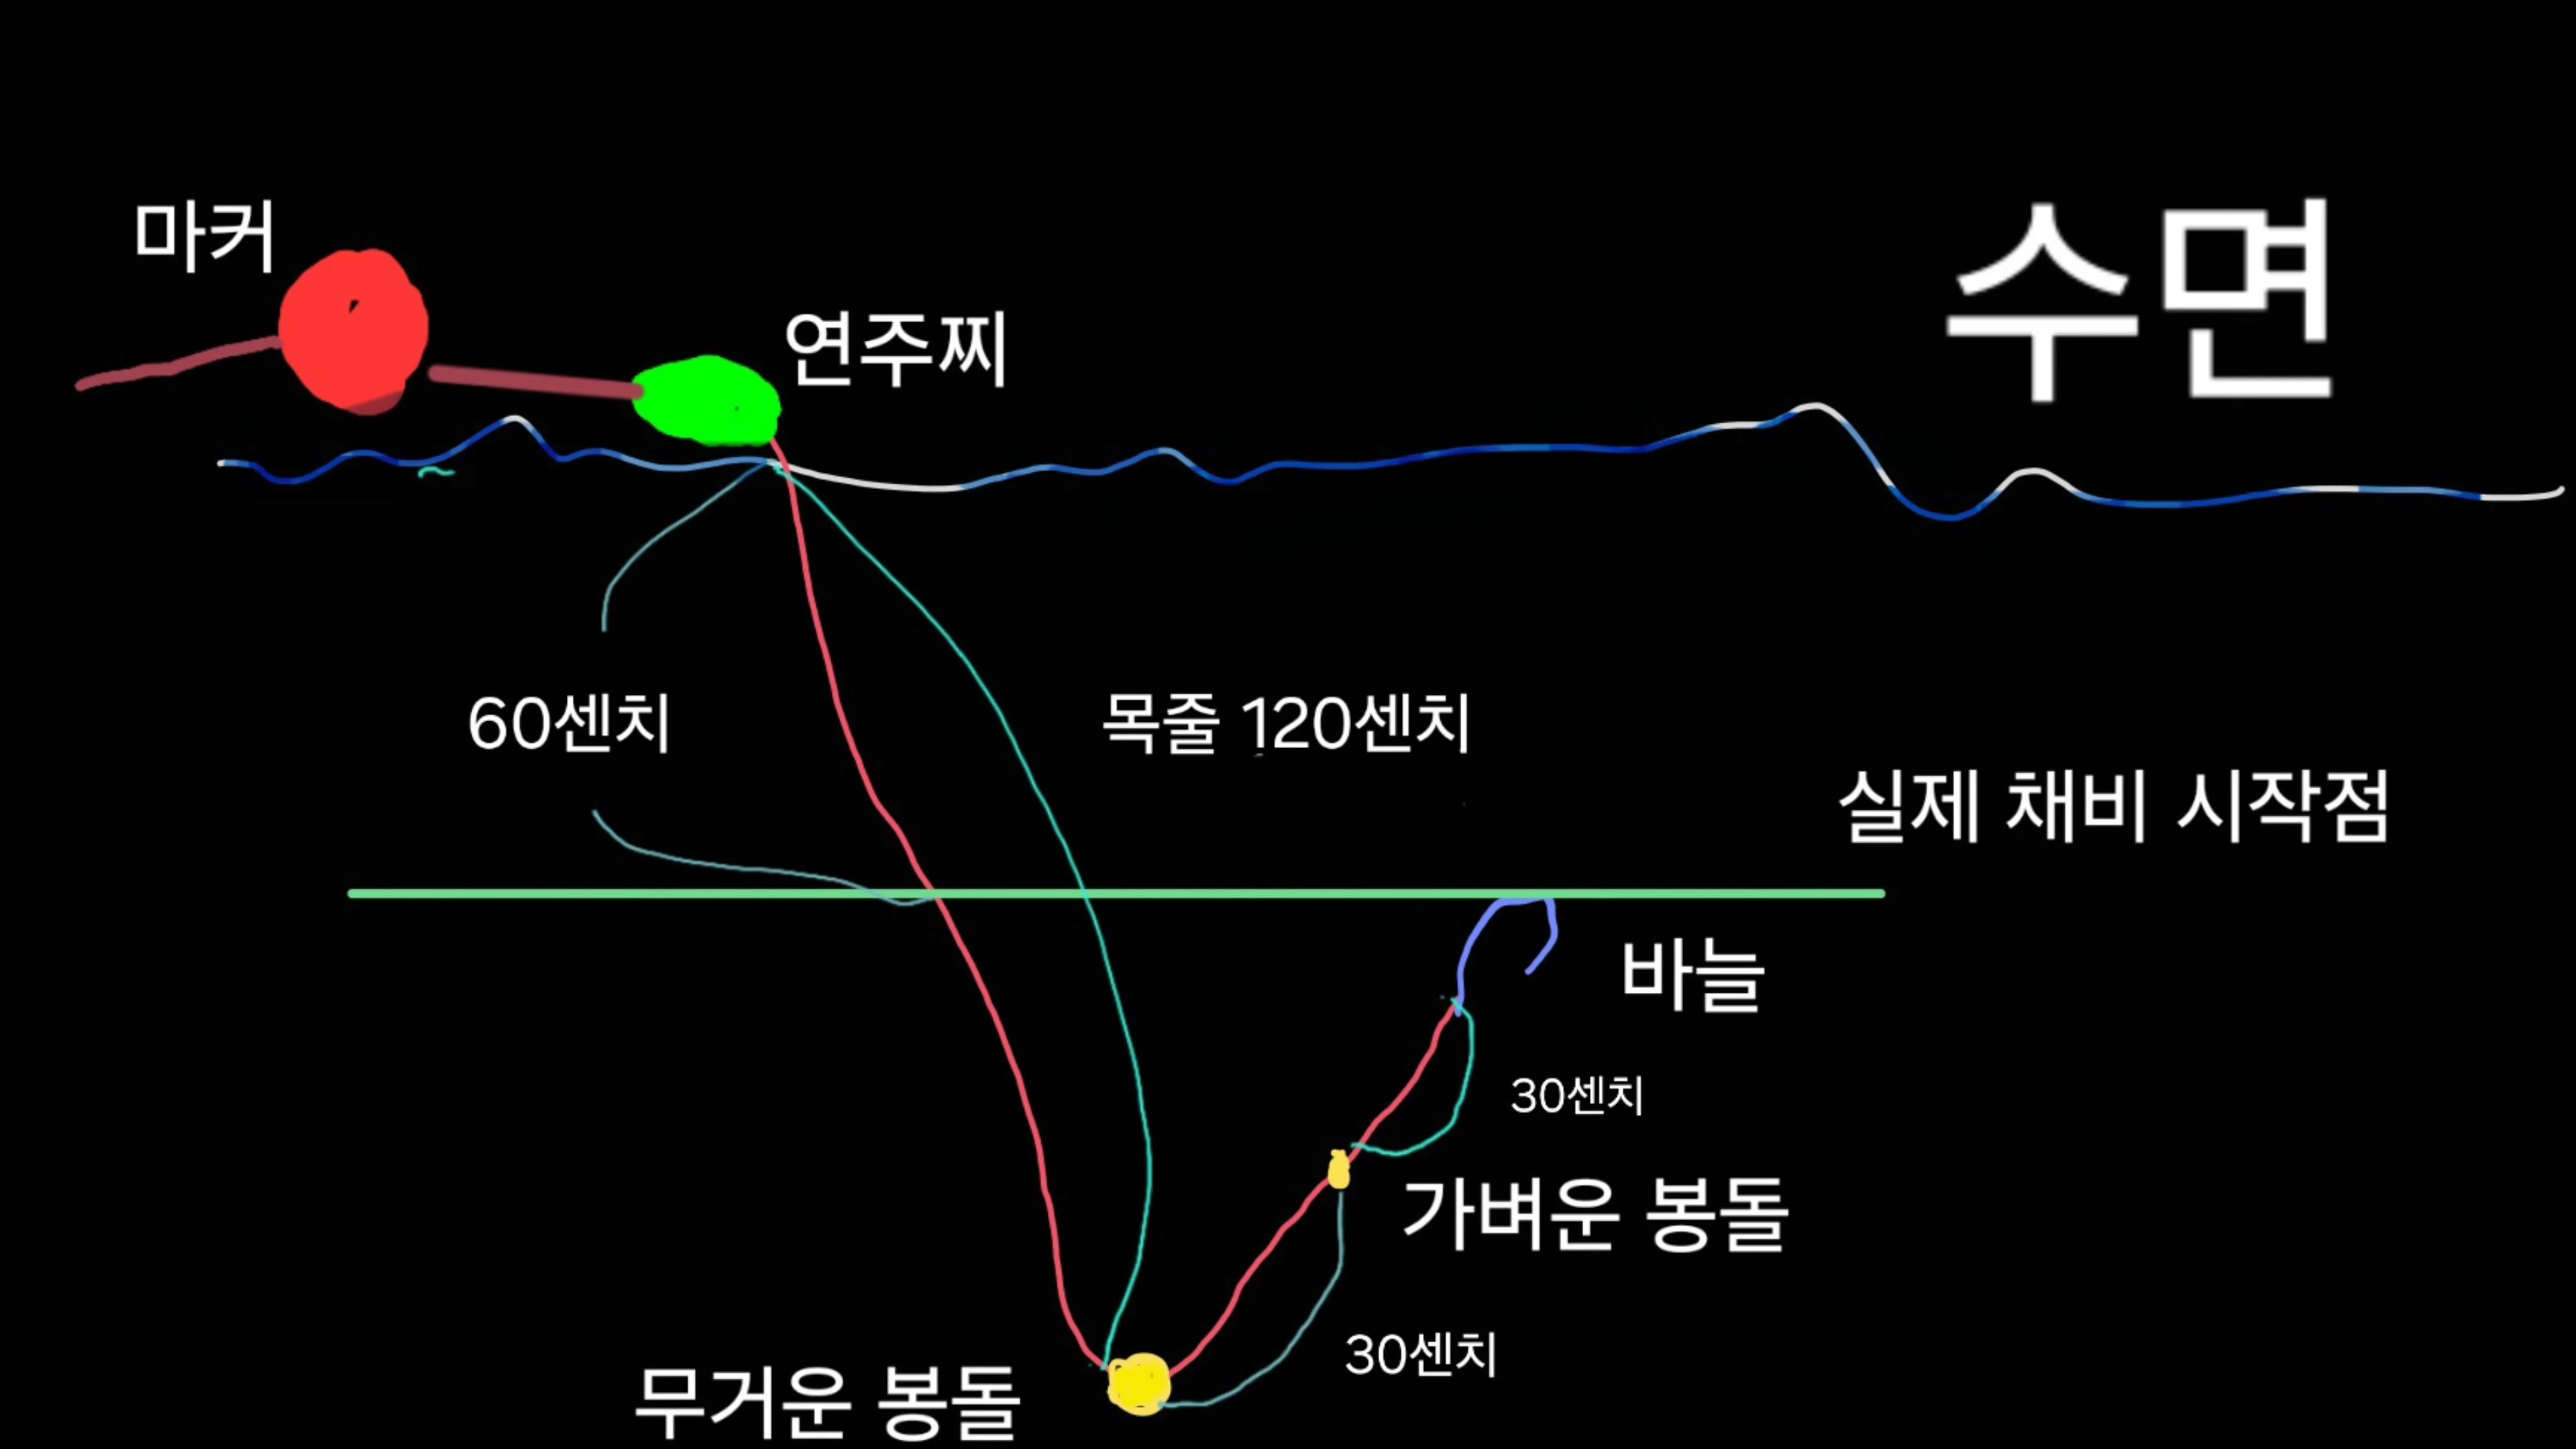 마커
수면
연주찌
60센치
목줄 120센치
실제 채비 시작점
바늘
30센치
가벼운 봉돌
30센치
무거운 봉돌